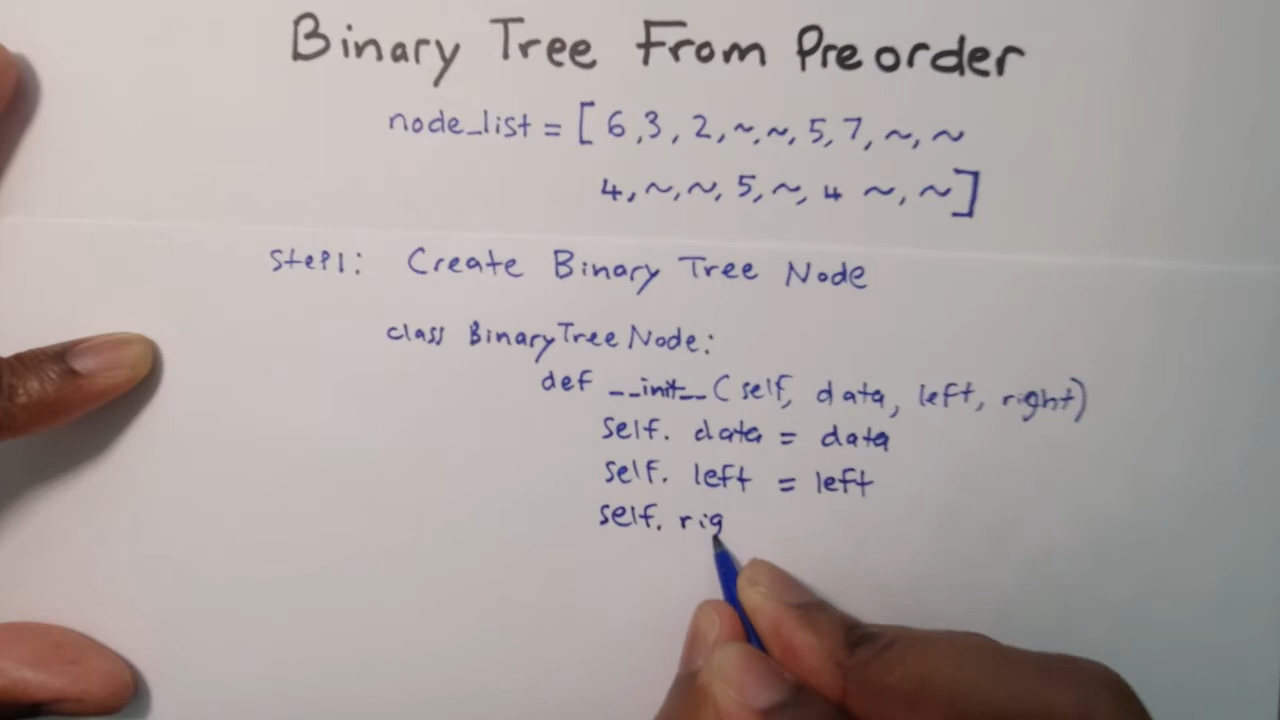 Binary Tree From Preorder
node_list = [ 6, 3, 2, ~, ~, 5, 7, ~, ~
4, ~, ~, 5, ~, 4 ~, ~ ]
Step1: Create Binary Tree Node
class BinaryTreeNode:
def __init__( self, data, left, right)
self. data = data
self. left = left
self. rig